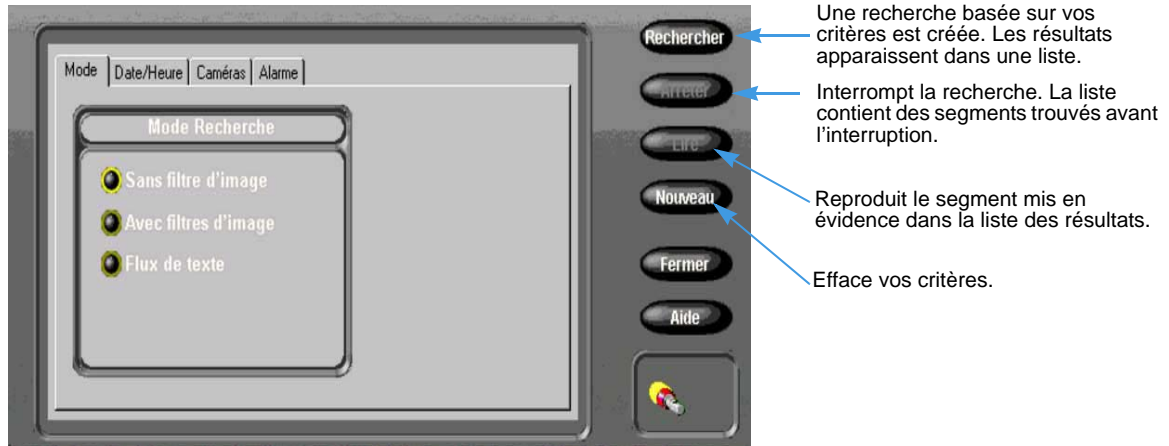 Mode
Date/Heure
Caméras
Alarme
Mode Recherche
Sans filtre d'image
Avec filtres d'image
Flux de texte
Rechercher
Arrêter
Lire
Nouveau
Fermer
Aide
Une recherche basée sur vos
critères est créée. Les résultats
apparaissent dans une liste.
Interrompt la recherche. La liste
contient des segments trouvés avant
l'interruption.
Reproduit le segment mis en
évidence dans la liste des résultats.
Efface vos critères.